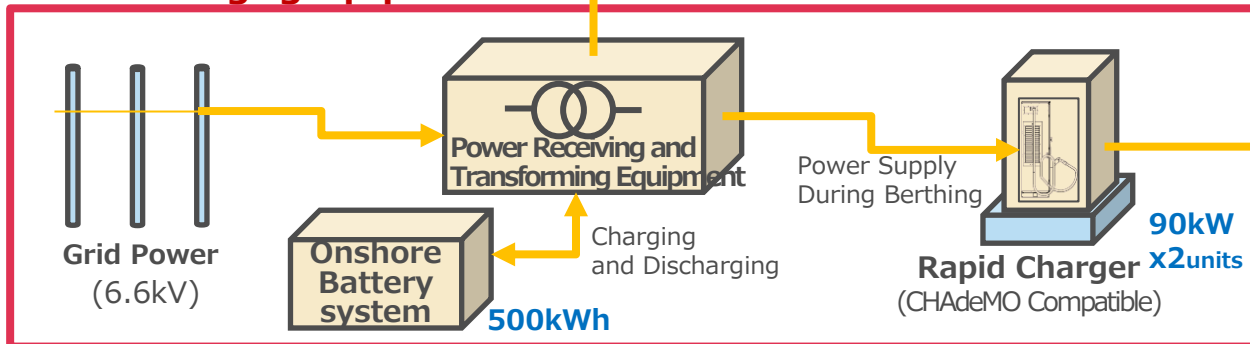 Power Receiving and
Transforming Equipment
Grid Power
(6.6kV)
Onshore
Battery
system
500kWh
Charging
and Discharging
Power Supply
During Berthing
90kW
x2units
Rapid Charger
(CHAdeMO Compatible)